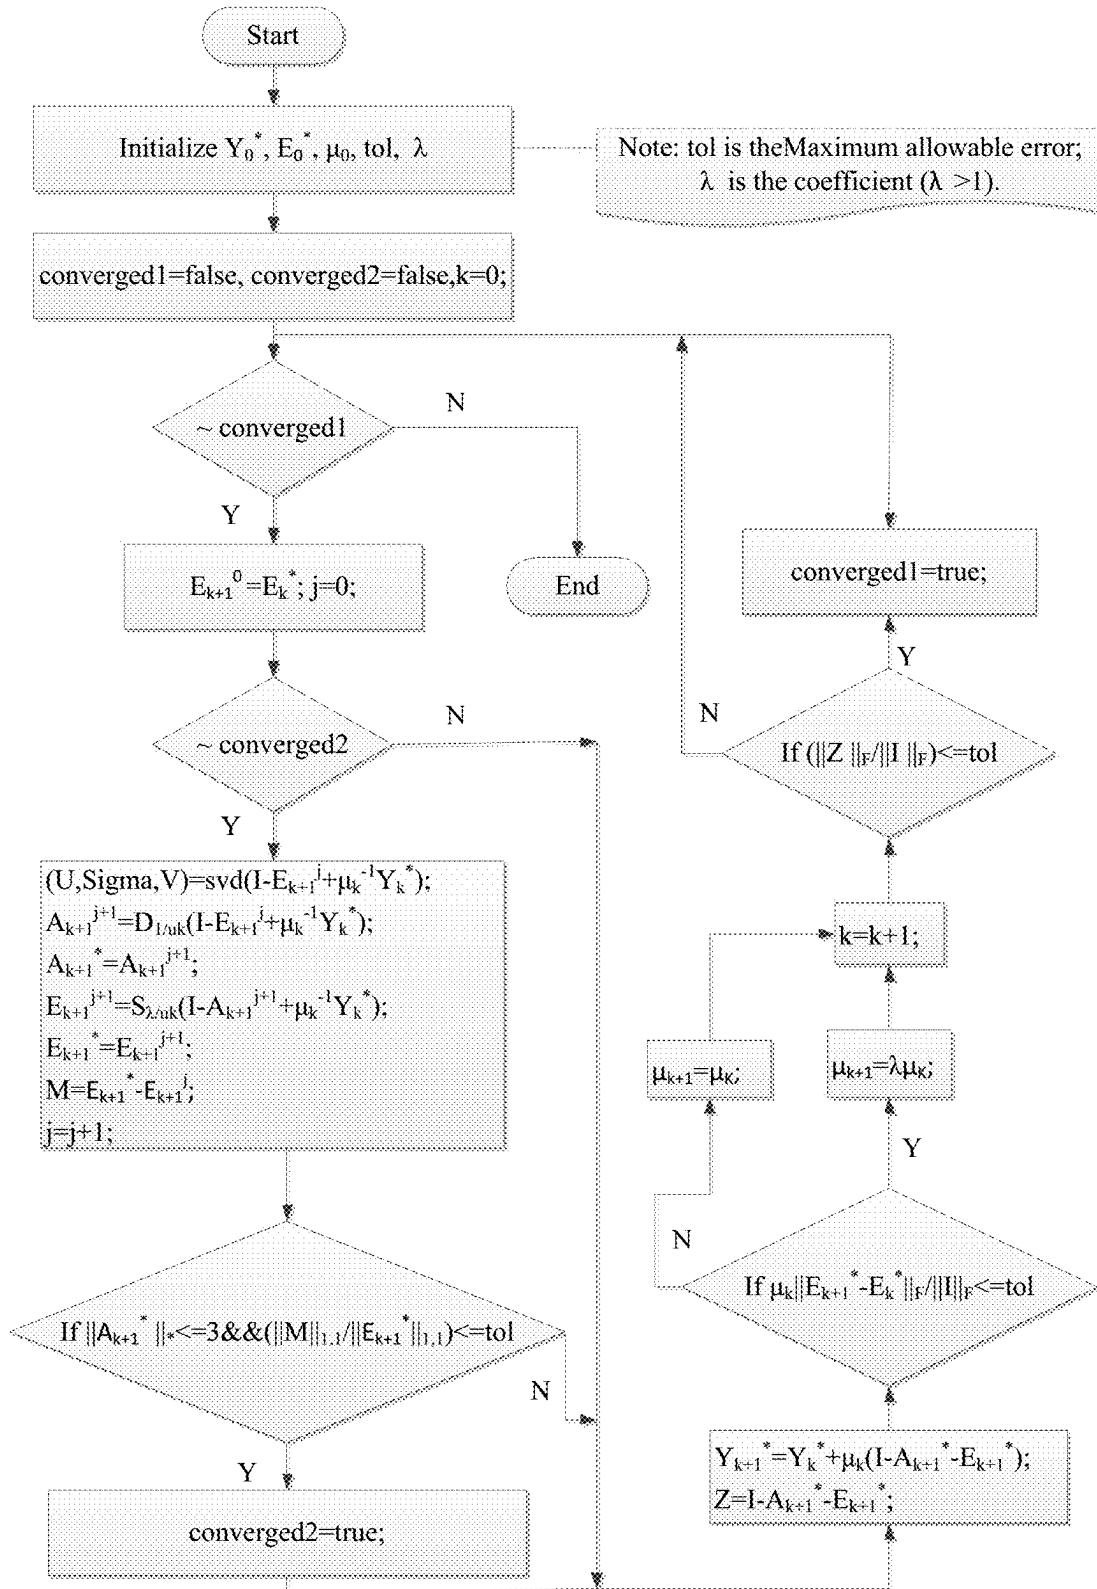 Start
Initialize Y₀*, E₀*, μ₀, tol, λ
Note: tol is theMaximum allowable error;
λ is the coefficient (λ >1).
converged1=false, converged2=false,k=0;
~ converged1
N
Y
Eₖ₊₁⁰=Eₖ*; j=0;
End
converged1=true;
Y
~ converged2
N
Y
If (||Z ||F/||I ||F)<=tol
N
(U,Sigma,V)=svd(I-Eₖ₊₁ʲ+μₖ⁻¹Yₖ*);
Aₖ₊₁ʲ⁺¹=D₁/uk(I-Eₖ₊₁ʲ+μₖ⁻¹Yₖ*);
Aₖ₊₁*=Aₖ₊₁ʲ⁺¹;
Eₖ₊₁ʲ⁺¹=Sλ/uk(I-Aₖ₊₁ʲ⁺¹+μₖ⁻¹Yₖ*);
Eₖ₊₁*=Eₖ₊₁ʲ⁺¹;
M=Eₖ₊₁*-Eₖ₊₁ʲ;
j=j+1;
k=k+1;
μₖ₊₁=μK;
μₖ₊₁=λμK;
Y
If μₖ||Eₖ₊₁*-Eₖ*||F/||I||F<=tol
N
If ||Aₖ₊₁* ||*<=3&&(||M||₁,₁/||Eₖ₊₁*||₁,₁)<=tol
N
Y
converged2=true;
Yₖ₊₁*=Yₖ*+μₖ(I-Aₖ₊₁*-Eₖ₊₁*);
Z=I-Aₖ₊₁*-Eₖ₊₁*;